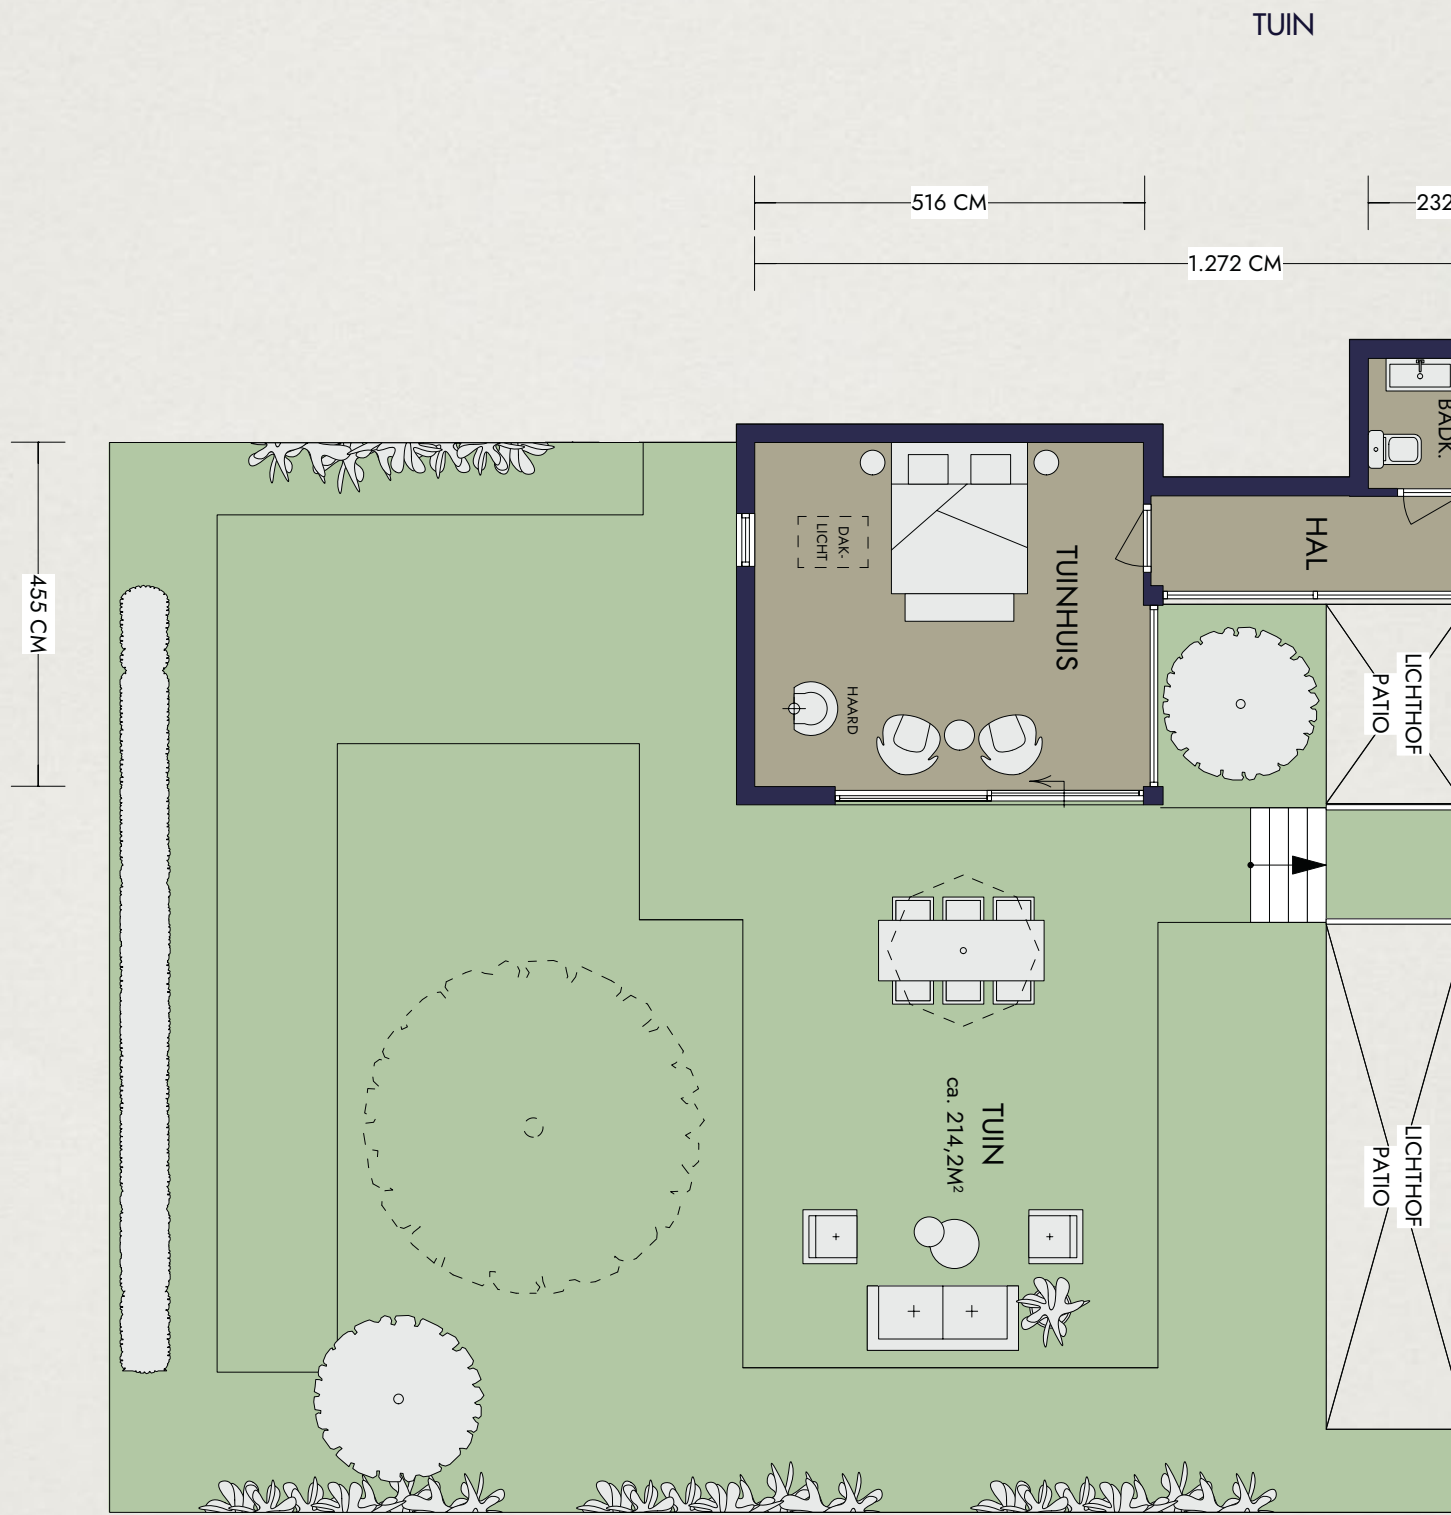 TUIN
516 CM
232
1.272 CM
455 CM
BADK.
HAL
TUINHUIS
DAK-
LICHT
HAARD
LICHTHOF
PATIO
TUIN
ca. 214,2M²
LICHTHOF
PATIO